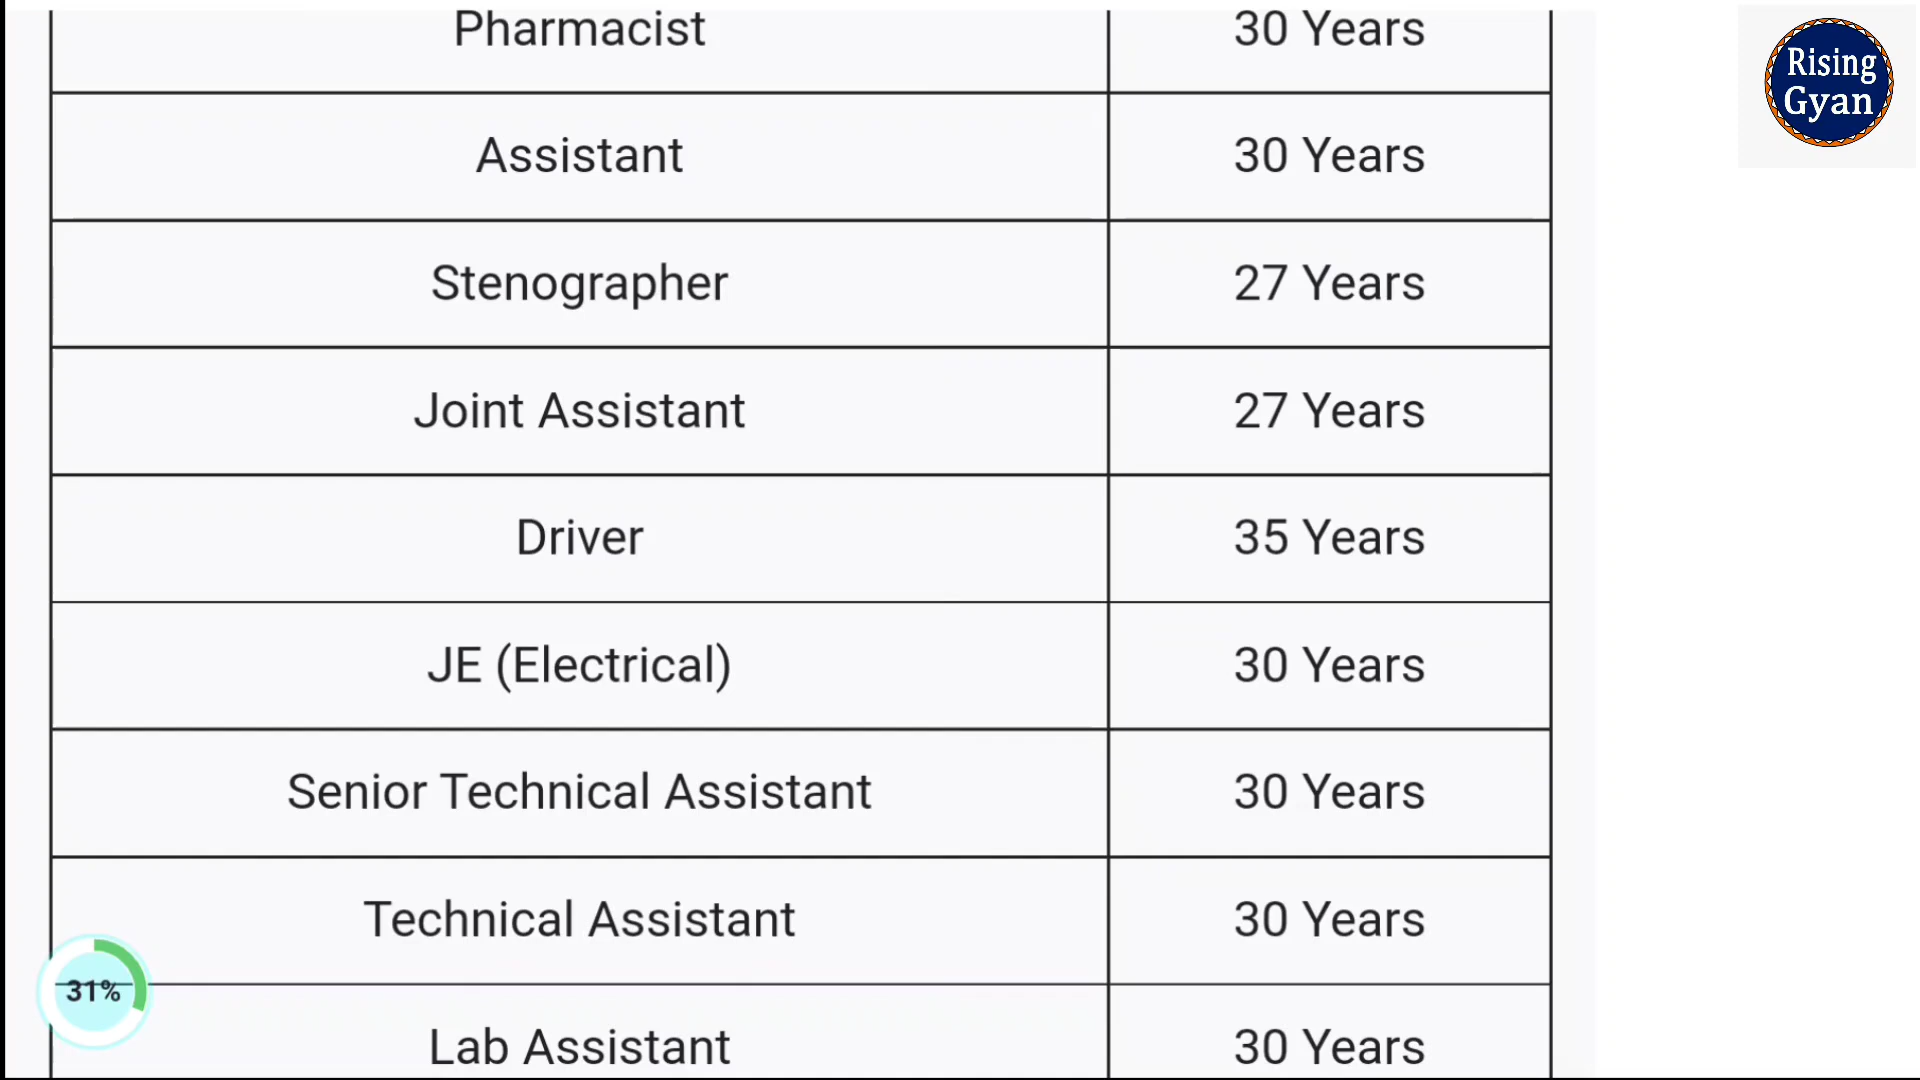 Pharmacist 30 Years
Rising
Gyan
Assistant 30 Years
Stenographer 27 Years
Joint Assistant 27 Years
Driver 35 Years
JE (Electrical) 30 Years
Senior Technical Assistant 30 Years
Technical Assistant 30 Years
31%
Lab Assistant 30 Years